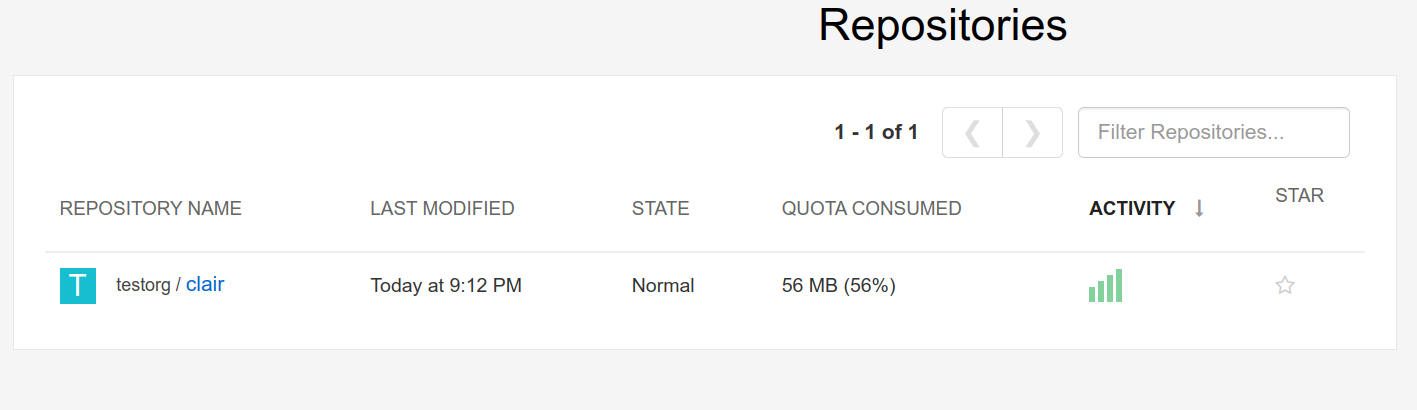 Repositories
1 - 1 of 1
Filter Repositories...
REPOSITORY NAME LAST MODIFIED STATE QUOTA CONSUMED ACTIVITY STAR
T testorg / clair Today at 9:12 PM Normal 56 MB (56%)